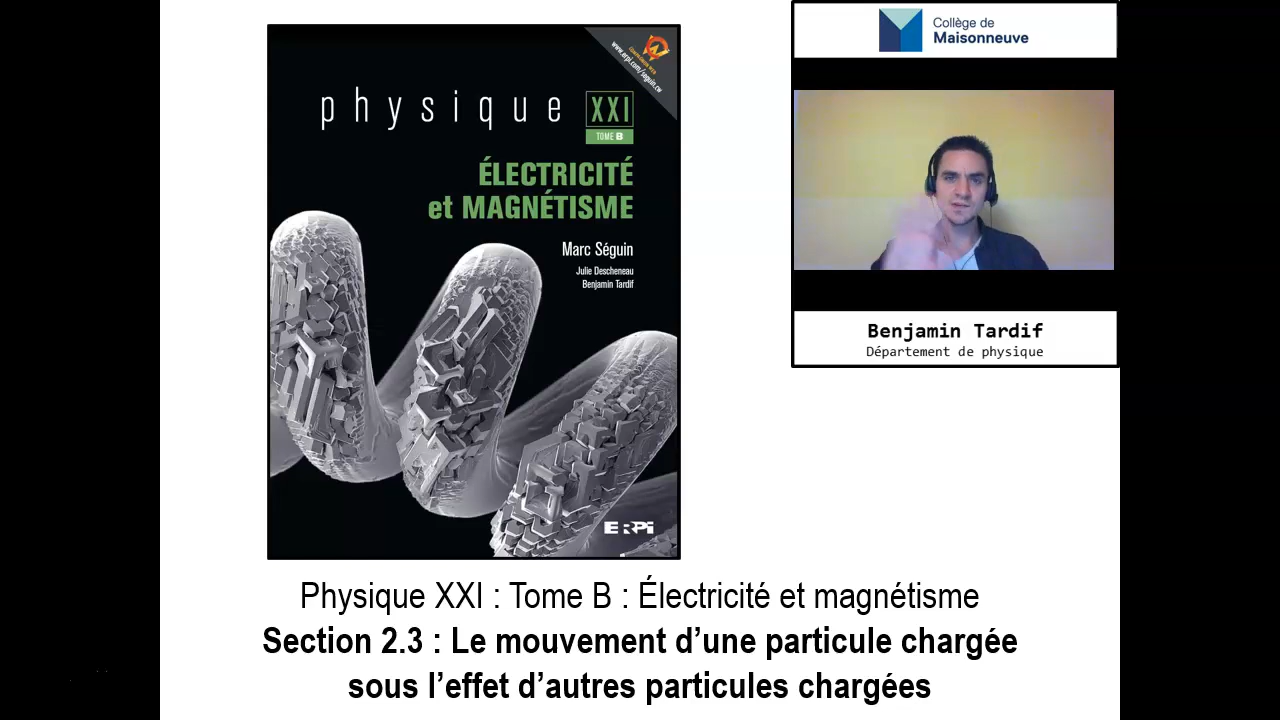 physique XXI
TOME B
ÉLECTRICITÉ
et MAGNÉTISME
Marc Séguin
Julie Descheneau
Benjamin Tardif
ERPI
Collège de
Maisonneuve
Benjamin Tardif
Département de physique
Physique XXI : Tome B : Électricité et magnétisme
Section 2.3 : Le mouvement d’une particule chargée
sous l’effet d’autres particules chargées